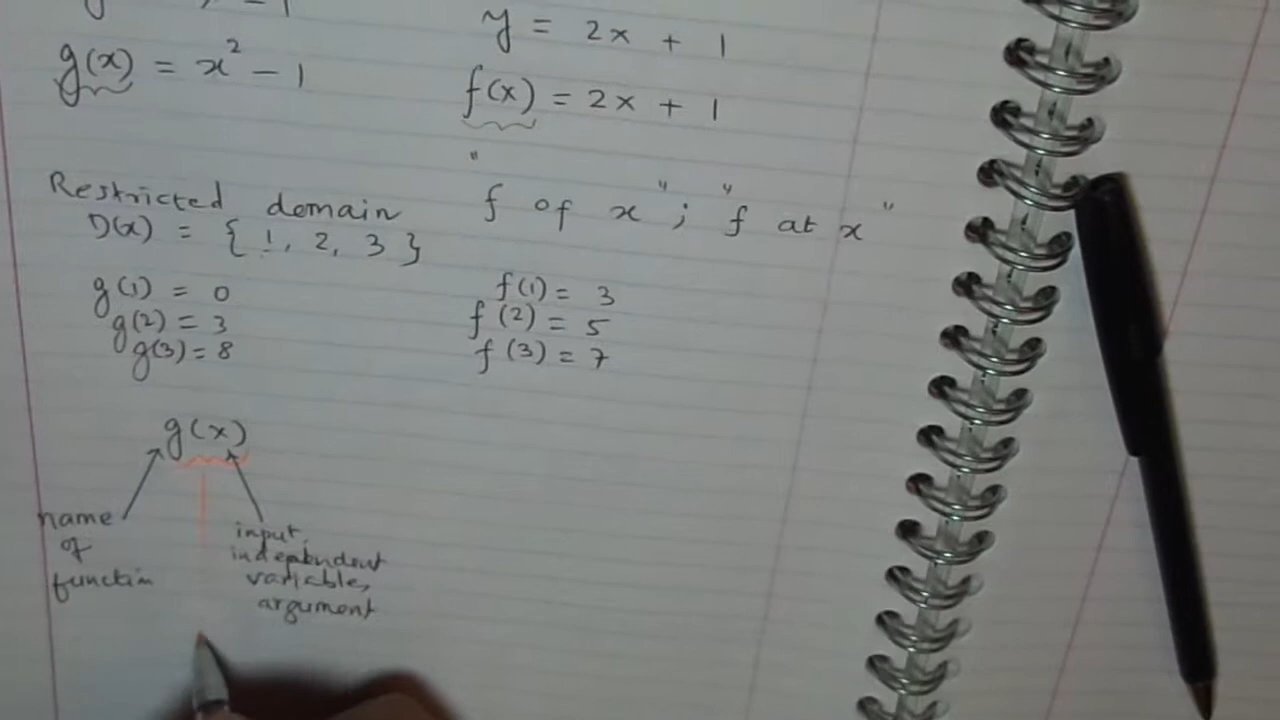 g(x) = x² - 1
y = 2x + 1
f(x) = 2x + 1
"f of x"; "f at x"
Restricted domain
D(x) = { 1, 2, 3 }
g(1) = 0
g(2) = 3
g(3) = 8
f(1) = 3
f(2) = 5
f(3) = 7
g(x)
name
of
function
input,
independent
variable,
argument